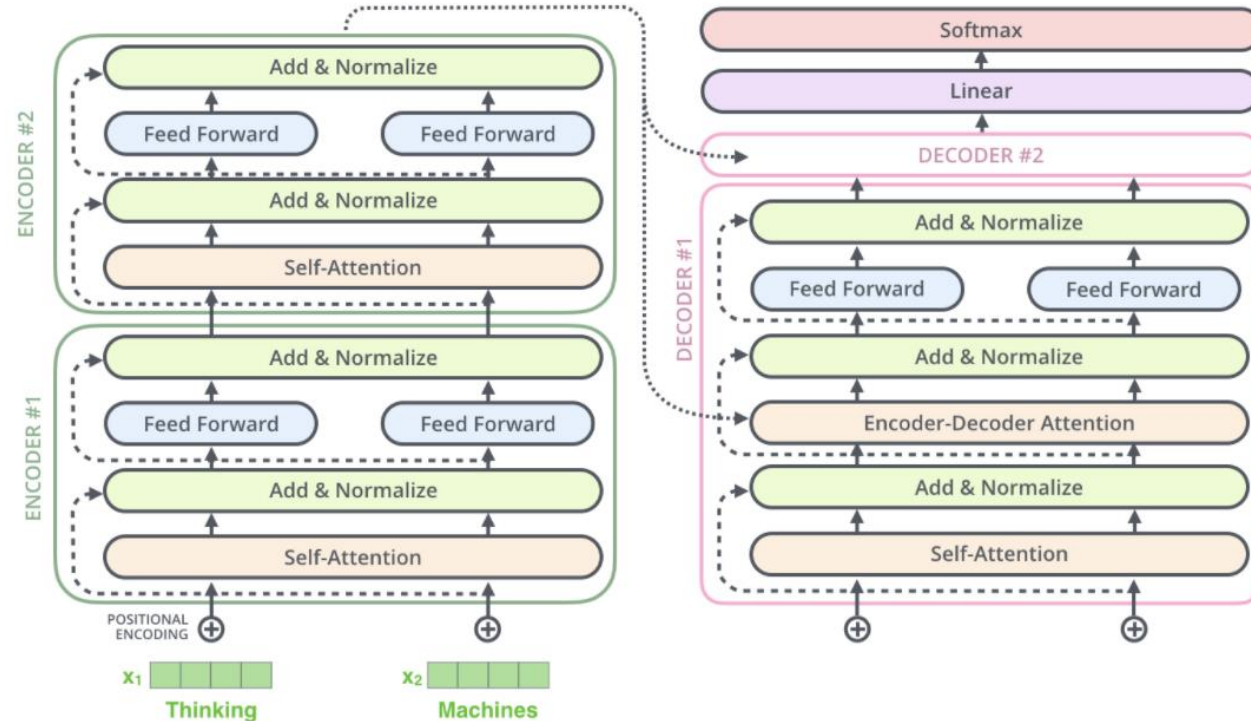 ENCODER #2
Add & Normalize
Feed Forward
Feed Forward
Add & Normalize
Self-Attention
ENCODER #1
Add & Normalize
Feed Forward
Feed Forward
Add & Normalize
Self-Attention
POSITIONAL
ENCODING
x₁
x₂
Thinking
Machines
Softmax
Linear
DECODER #2
DECODER #1
Add & Normalize
Feed Forward
Feed Forward
Add & Normalize
Encoder-Decoder Attention
Add & Normalize
Self-Attention